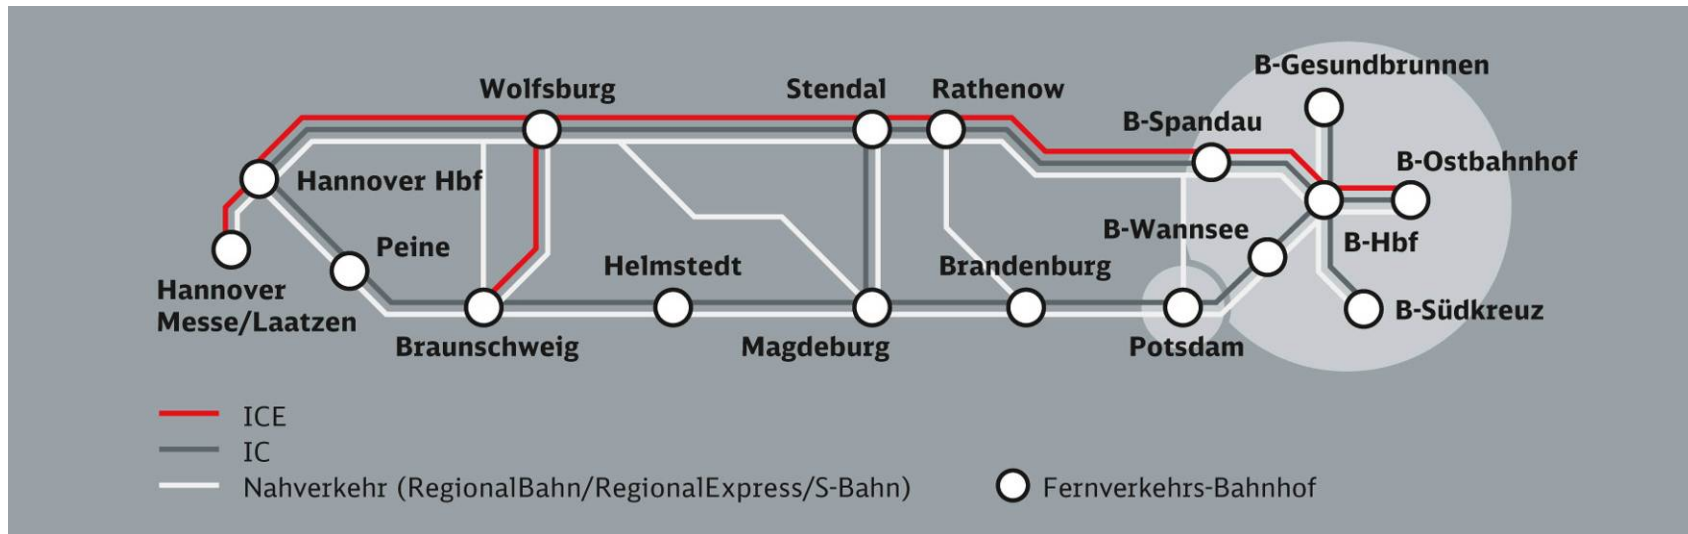 B-Gesundbrunnen
Wolfsburg
Stendal
Rathenow
B-Spandau
B-Ostbahnhof
Hannover Hbf
B-Wannsee
B-Hbf
Peine
Helmstedt
Brandenburg
Hannover
Messe/Laatzen
B-Südkreuz
Braunschweig
Magdeburg
Potsdam
ICE
IC
Nahverkehr (RegionalBahn/RegionalExpress/S-Bahn)
Fernverkehrs-Bahnhof